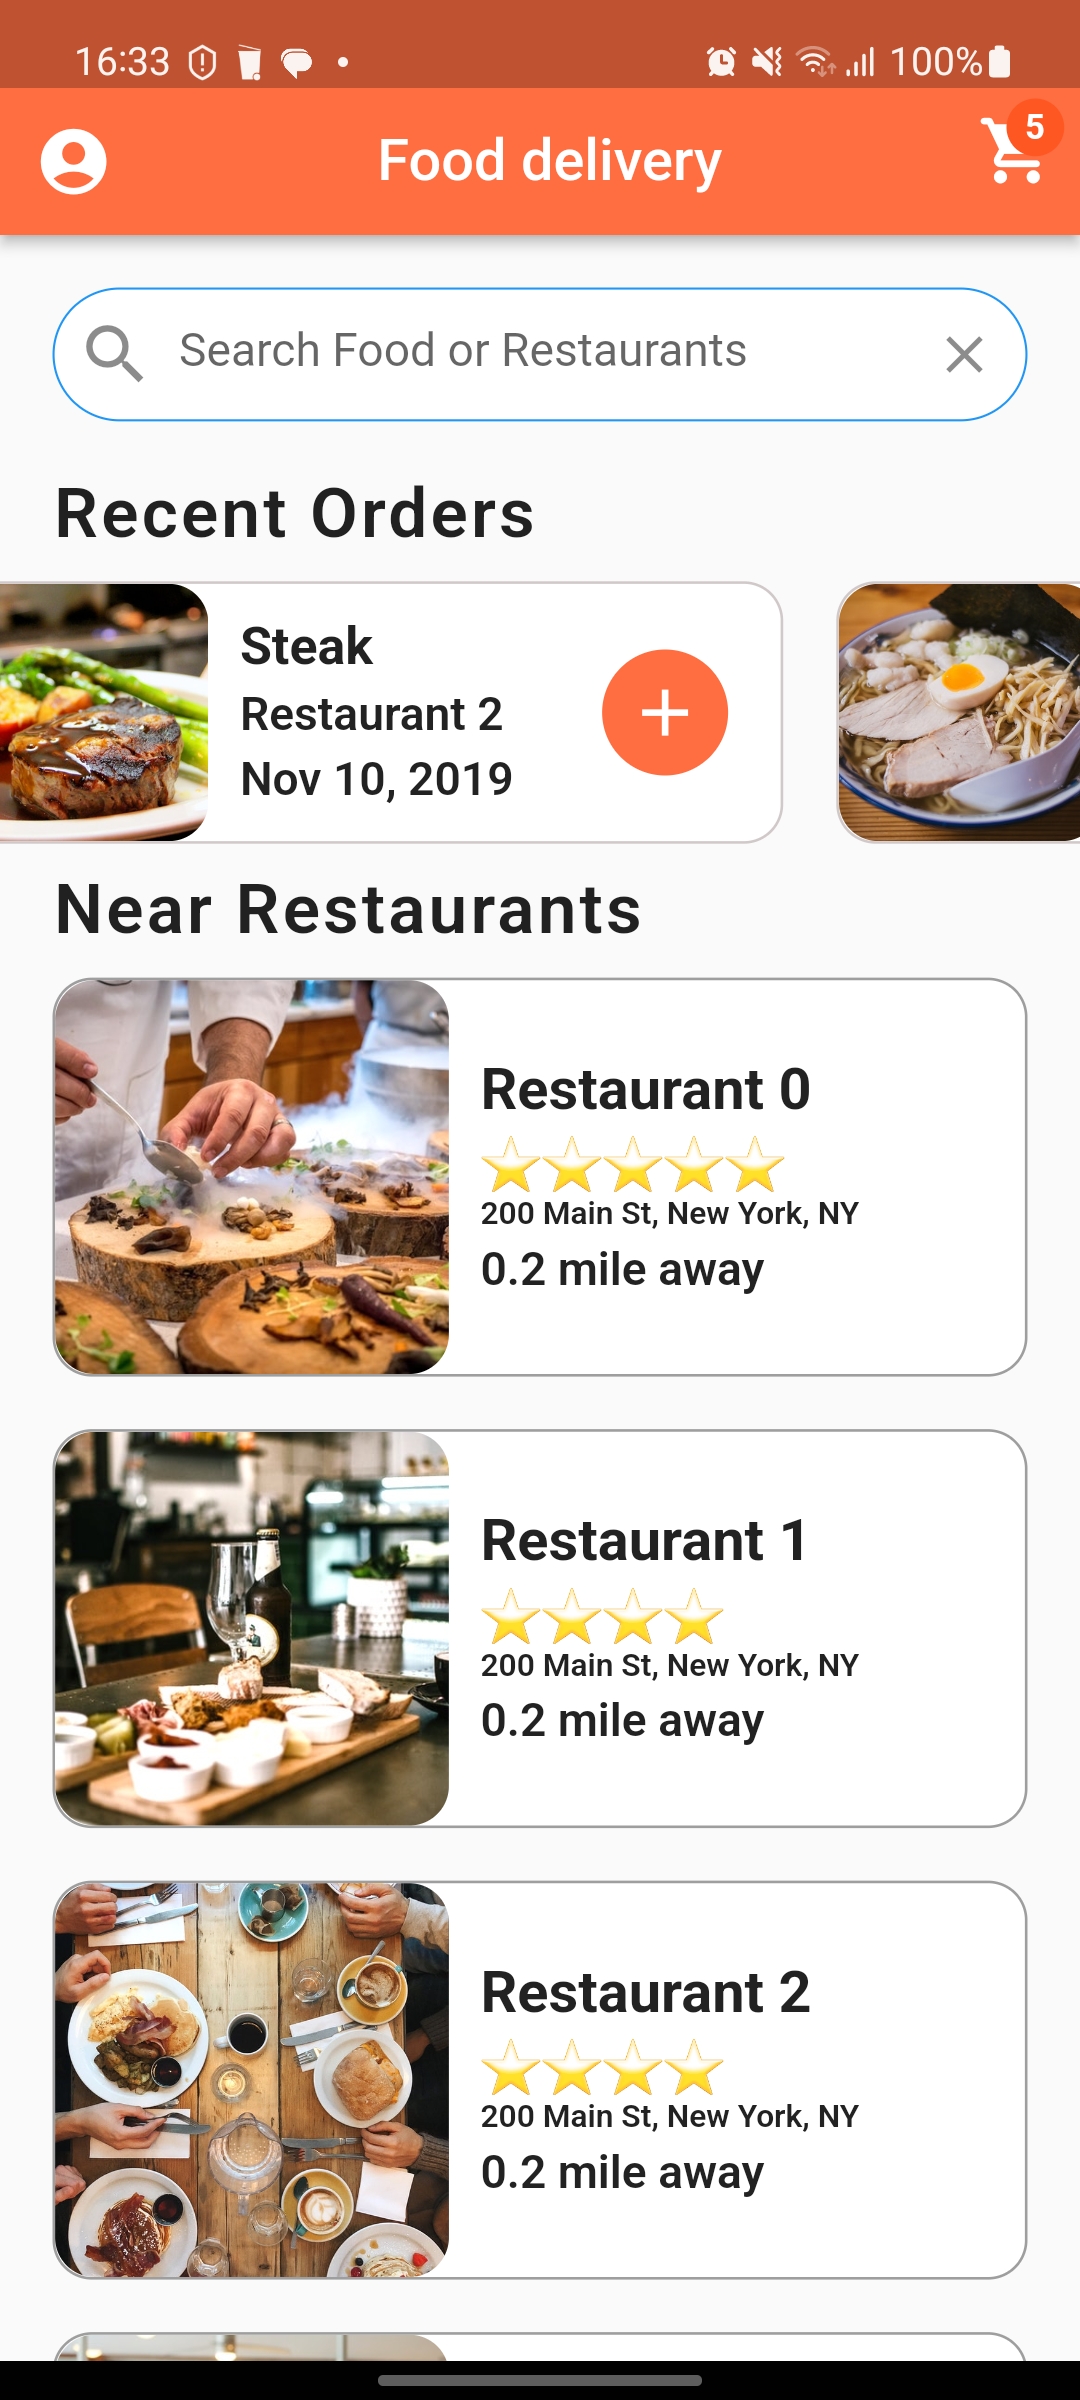 16:33
100%
Food delivery
5
Search Food or Restaurants
Recent Orders
Steak
Restaurant 2
Nov 10, 2019
Near Restaurants
Restaurant 0
200 Main St, New York, NY
0.2 mile away
Restaurant 1
200 Main St, New York, NY
0.2 mile away
Restaurant 2
200 Main St, New York, NY
0.2 mile away